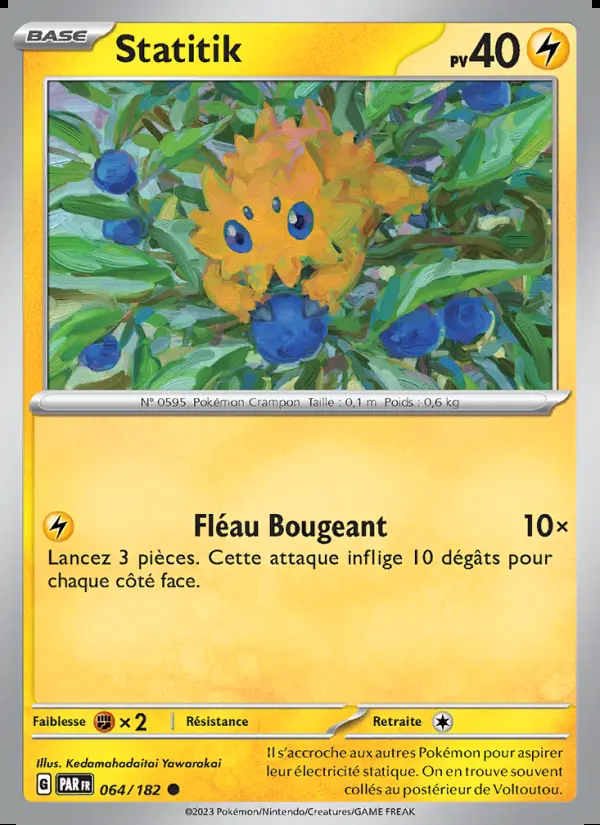 BASE
Statitik
PV 40
N° 0595 Pokémon Crampon Taille : 0,1 m Poids : 0,6 kg
Fléau Bougeant 10×
Lancez 3 pièces. Cette attaque inflige 10 dégâts pour
chaque côté face.
Faiblesse ×2 Résistance Retraite
Illus. Kedamahadaitai Yawarakai
Il s'accroche aux autres Pokémon pour aspirer
leur électricité statique. On en trouve souvent
collés au postérieur de Voltoutou.
G PAR FR 064/182
©2023 Pokémon/Nintendo/Creatures/GAME FREAK